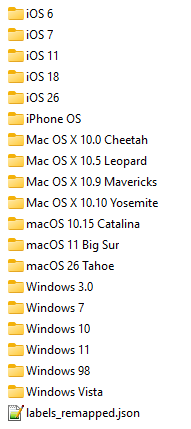 iOS 6
iOS 7
iOS 11
iOS 18
iOS 26
iPhone OS
Mac OS X 10.0 Cheetah
Mac OS X 10.5 Leopard
Mac OS X 10.9 Mavericks
Mac OS X 10.10 Yosemite
macOS 10.15 Catalina
macOS 11 Big Sur
macOS 26 Tahoe
Windows 3.0
Windows 7
Windows 10
Windows 11
Windows 98
Windows Vista
labels_remapped.json